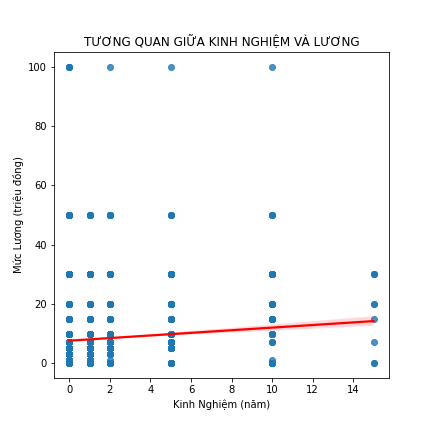 TƯƠNG QUAN GIỮA KINH NGHIỆM VÀ LƯƠNG
100
80
60
40
20
0
Mức Lương (triệu đồng)
0 2 4 6 8 10 12 14
Kinh Nghiệm (năm)